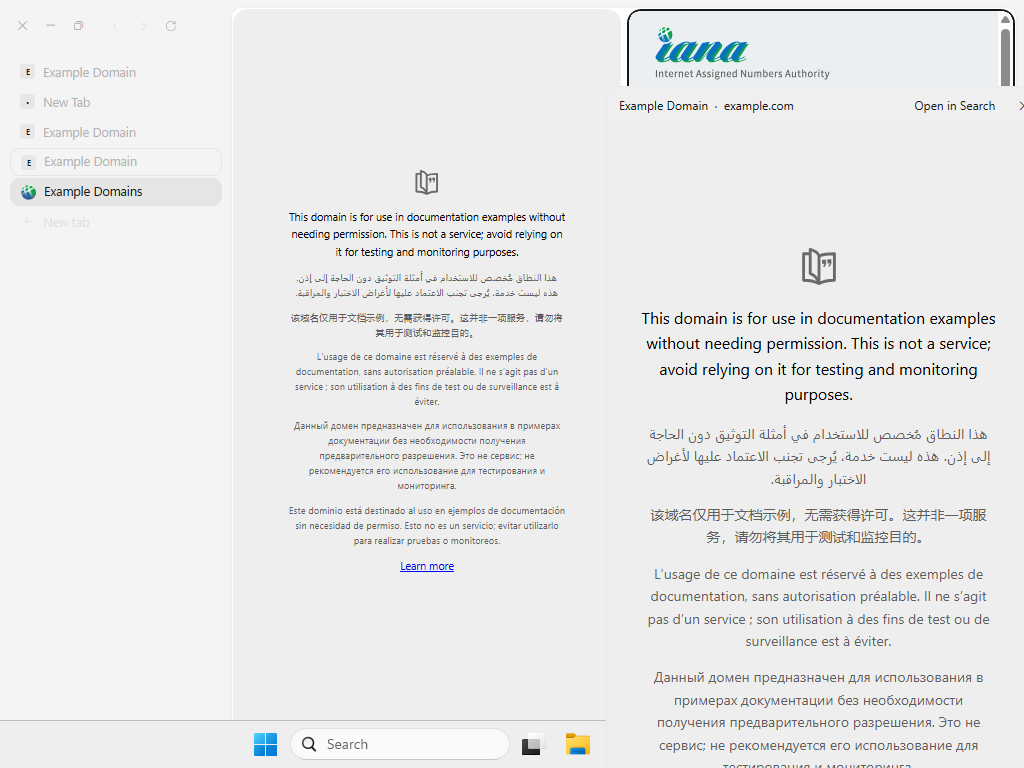 Example Domain
New Tab
Example Domain
Example Domain
Example Domains
New tab
This domain is for use in documentation examples without
needing permission. This is not a service; avoid relying on
it for testing and monitoring purposes.
هذا النطاق مُخصص للاستخدام في أمثلة التوثيق دون الحاجة إلى إذن.
هذه ليست خدمة، يُرجى تجنب الاعتماد عليها لأغراض الاختبار والمراقبة.
该域名仅用于文档示例，无需获得许可。这并非一项服务，请勿将
其用于测试和监控目的。
L'usage de ce domaine est réservé à des exemples de
documentation, sans autorisation préalable. Il ne s'agit pas d'un
service ; son utilisation à des fins de test ou de surveillance est à
éviter.
Данный домен предназначен для использования в примерах
документации без необходимости получения
предварительного разрешения. Это не сервис; не
рекомендуется его использование для тестирования и
мониторинга.
Este dominio está destinado al uso en ejemplos de documentación
sin necesidad de permiso. Esto no es un servicio; evitar utilizarlo
para realizar pruebas o monitoreos.
Learn more
iana
Internet Assigned Numbers Authority
Example Domain · example.com
Open in Search
This domain is for use in documentation examples
without needing permission. This is not a service;
avoid relying on it for testing and monitoring
purposes.
هذا النطاق مُخصص للاستخدام في أمثلة التوثيق دون الحاجة
إلى إذن. هذه ليست خدمة، يُرجى تجنب الاعتماد عليها لأغراض
الاختبار والمراقبة.
该域名仅用于文档示例，无需获得许可。这并非一项服
务，请勿将其用于测试和监控目的。
L'usage de ce domaine est réservé à des exemples de
documentation, sans autorisation préalable. Il ne s'agit
pas d'un service ; son utilisation à des fins de test ou de
surveillance est à éviter.
Данный домен предназначен для использования в
примерах документации без необходимости
получения предварительного разрешения. Это не
сервис; не рекомендуется его использование для
тестирования и мониторинга.
Search